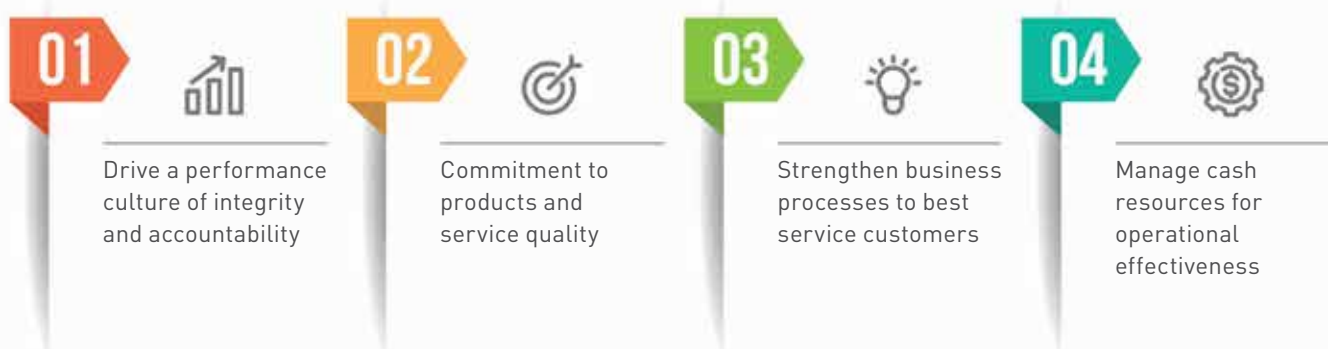 01
Drive a performance
culture of integrity
and accountability
02
Commitment to
products and
service quality
03
Strengthen business
processes to best
service customers
04
$
Manage cash
resources for
operational
effectiveness